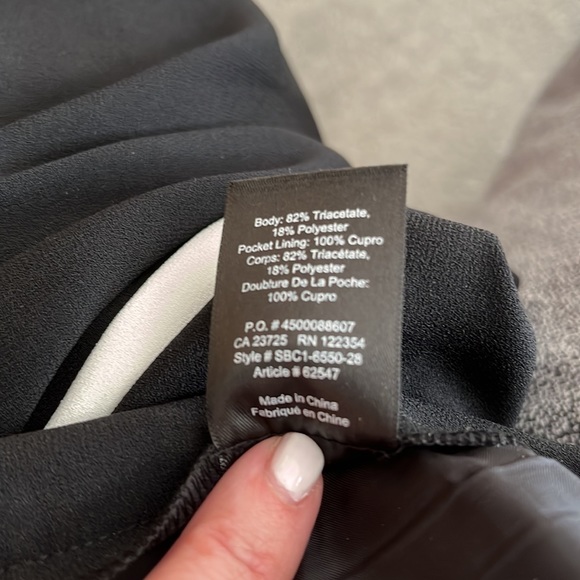 Body: 82% Triacetate,
18% Polyester
Pocket Lining: 100% Cupro
Corps: 82% Triacétate,
18% Polyester
Doublure De La Poche:
100% Cupro
P.O. # 4500088607
CA 23725 RN 122354
Style # SBC1-6550-28
Article # 62547
Made in China
Fabriqué en Chine